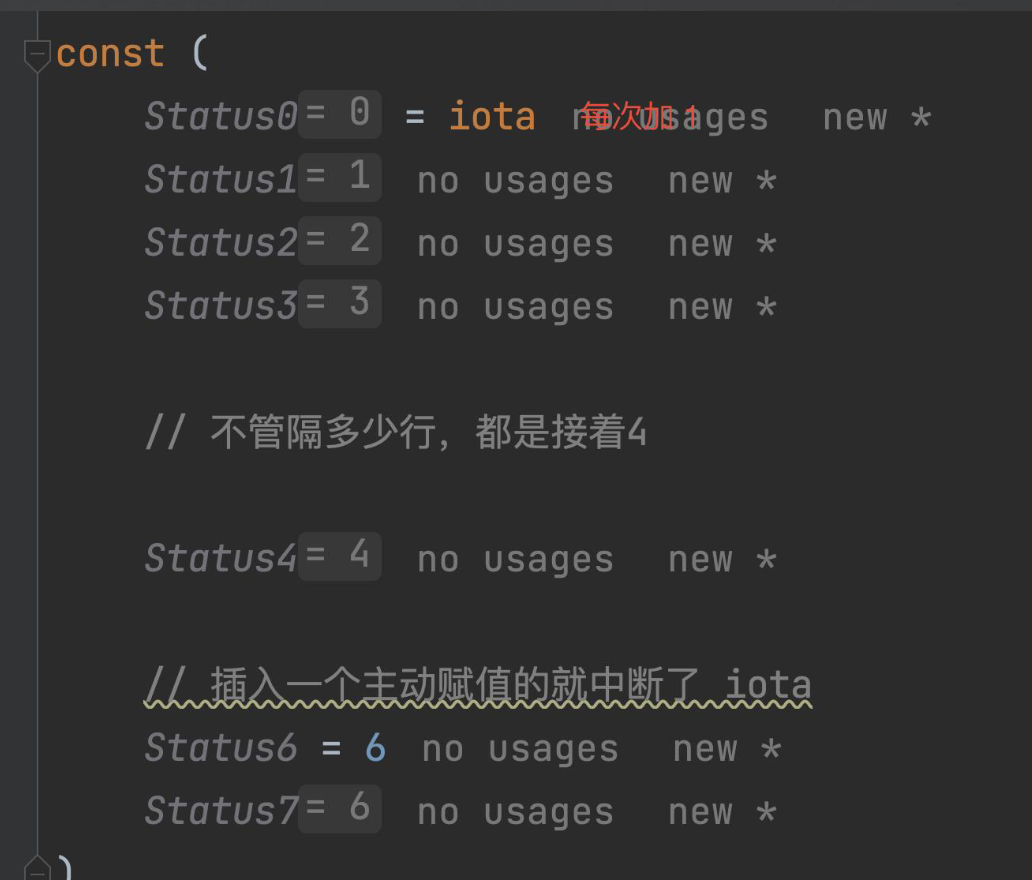 const (
Status0 = 0 = iota no usages new * 每次加 1
Status1 = 1 no usages new *
Status2 = 2 no usages new *
Status3 = 3 no usages new *
// 不管隔多少行，都是接着4
Status4 = 4 no usages new *
// 插入一个主动赋值的就中断了 iota
Status6 = 6 no usages new *
Status7 = 6 no usages new *
)